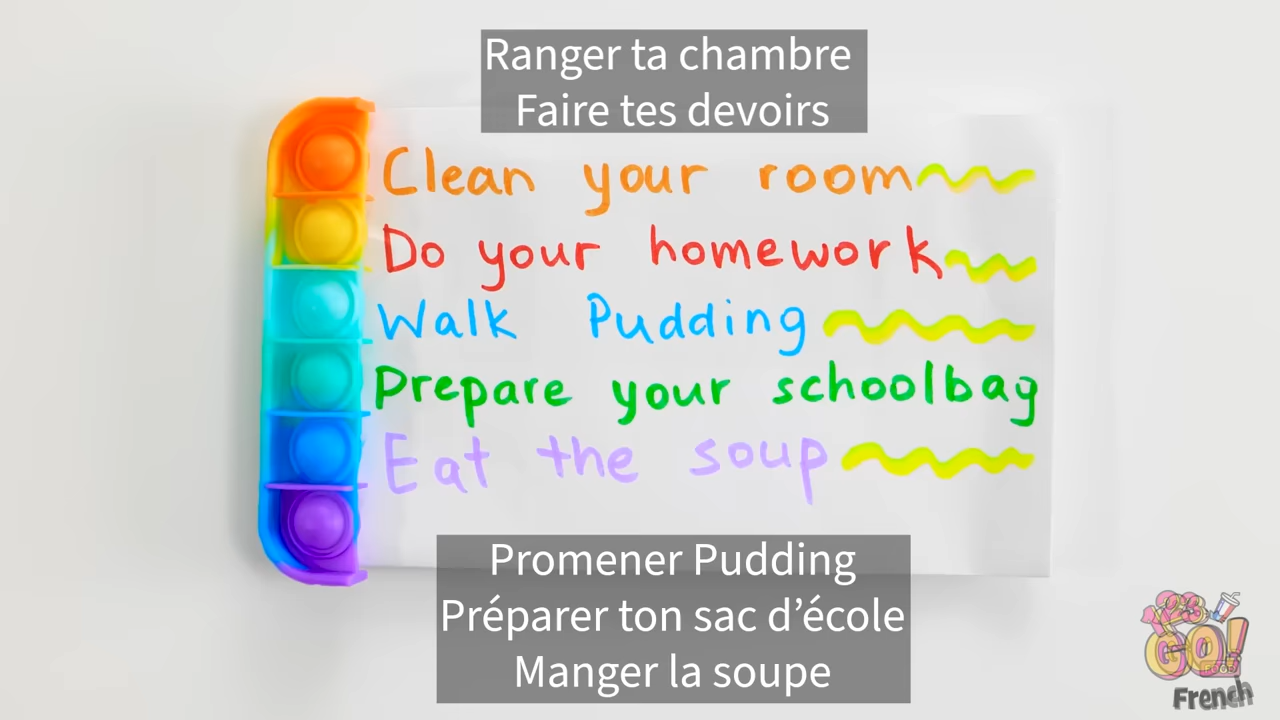 Ranger ta chambre
Faire tes devoirs
Clean your room
Do your homework
Walk Pudding
Prepare your schoolbag
Eat the soup
Promener Pudding
Préparer ton sac d’école
Manger la soupe
123
GO!
FOOD
French